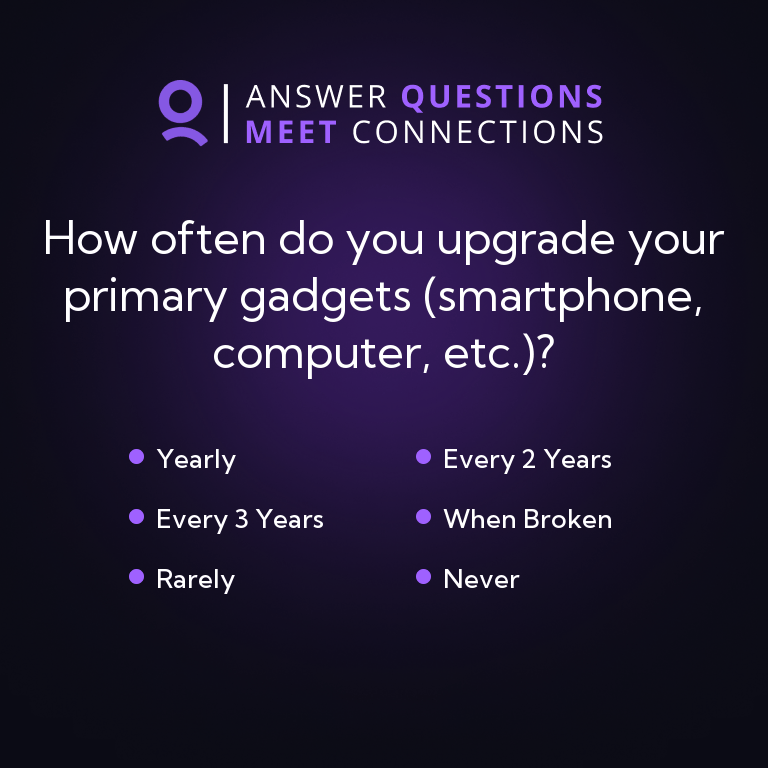 ANSWER QUESTIONS
MEET CONNECTIONS
How often do you upgrade your
primary gadgets (smartphone,
computer, etc.)?
Yearly
Every 2 Years
Every 3 Years
When Broken
Rarely
Never